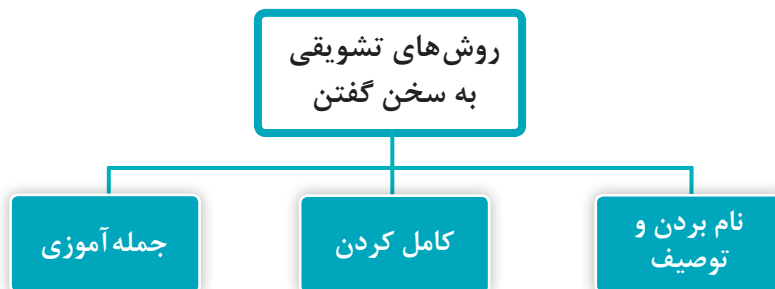 روش‌های تشویقی
به سخن گفتن
نام بردن و
توصیف
کامل کردن
جمله‌آموزی